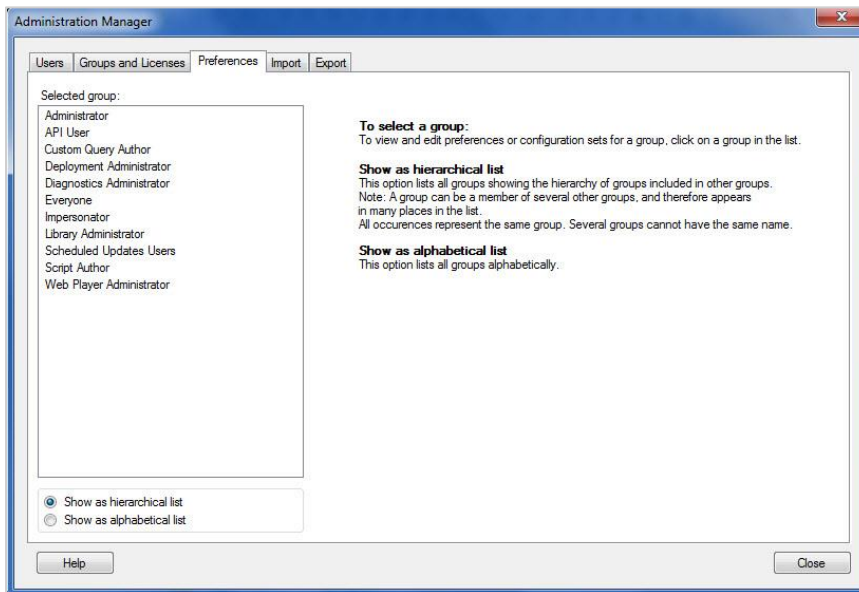 Administration Manager
x
Users
Groups and Licenses
Preferences
Import
Export
Selected group:
Administrator
API User
Custom Query Author
Deployment Administrator
Diagnostics Administrator
Everyone
Impersonator
Library Administrator
Scheduled Updates Users
Script Author
Web Player Administrator
To select a group:
To view and edit preferences or configuration sets for a group, click on a group in the list.
Show as hierarchical list
This option lists all groups showing the hierarchy of groups included in other groups.
Note: A group can be a member of several other groups, and therefore appears
in many places in the list.
All occurences represent the same group. Several groups cannot have the same name.
Show as alphabetical list
This option lists all groups alphabetically.
Show as hierarchical list
Show as alphabetical list
Help
Close